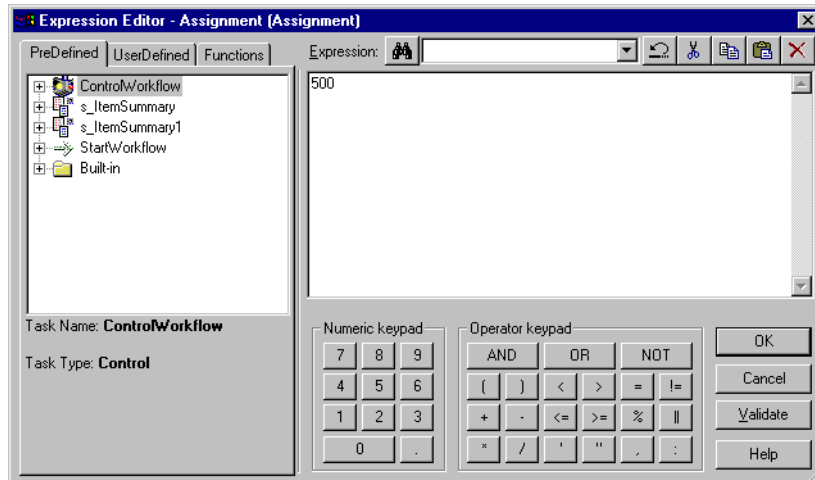 Expression Editor - Assignment (Assignment)
PreDefined UserDefined Functions
Expression:
ControlWorkflow
s_ItemSummary
s_ItemSummary1
StartWorkflow
Built-in
500
Task Name: ControlWorkflow
Task Type: Control
Numeric keypad
7 8 9
4 5 6
1 2 3
0 .
Operator keypad
AND OR NOT
( ) < > = !=
+ - <= >= % ||
* / ' " , :
OK
Cancel
Validate
Help